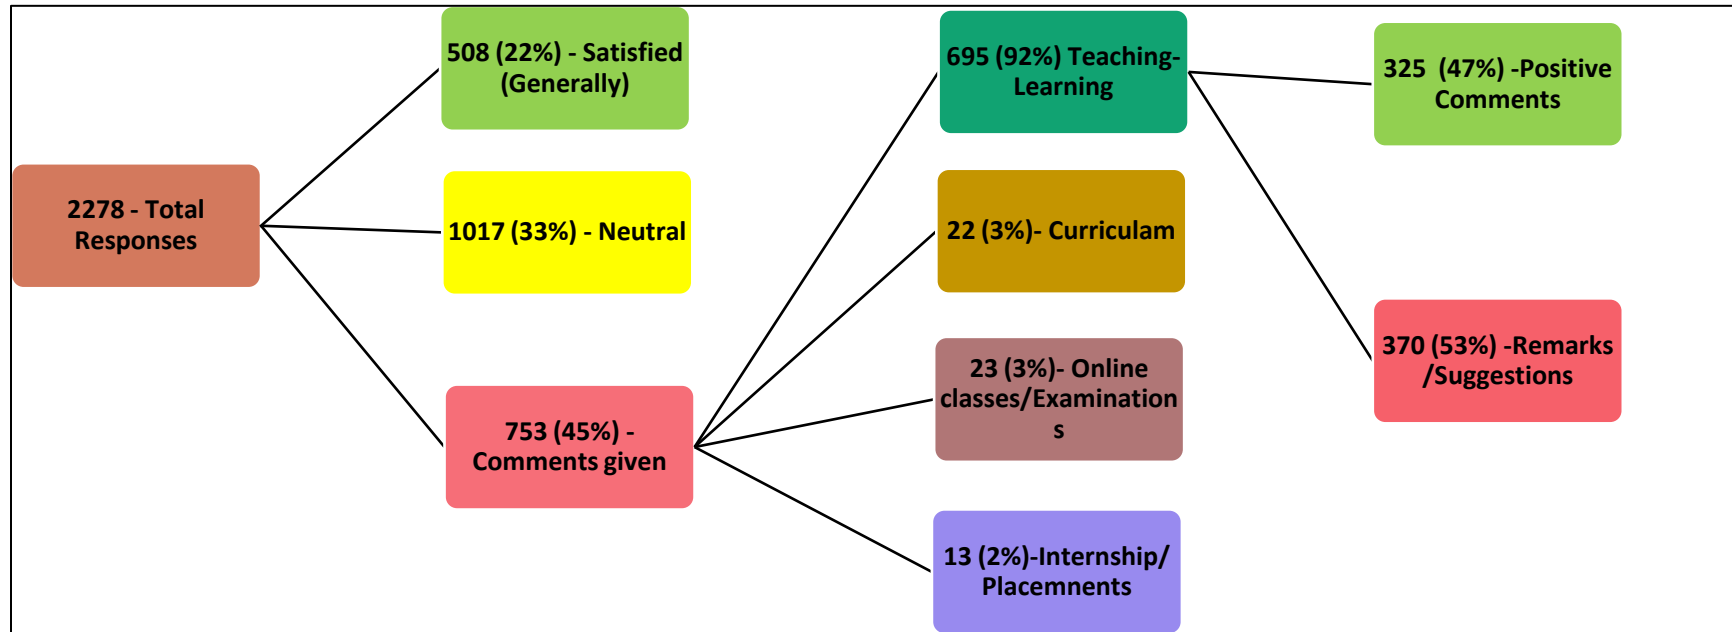 2278 - Total
Responses
508 (22%) - Satisfied
(Generally)
1017 (33%) - Neutral
753 (45%) -
Comments given
695 (92%) Teaching-
Learning
22 (3%)- Curriculam
23 (3%)- Online
classes/Examination
s
13 (2%)-Internship/
Placemnents
325  (47%) -Positive
Comments
370 (53%) -Remarks
/Suggestions